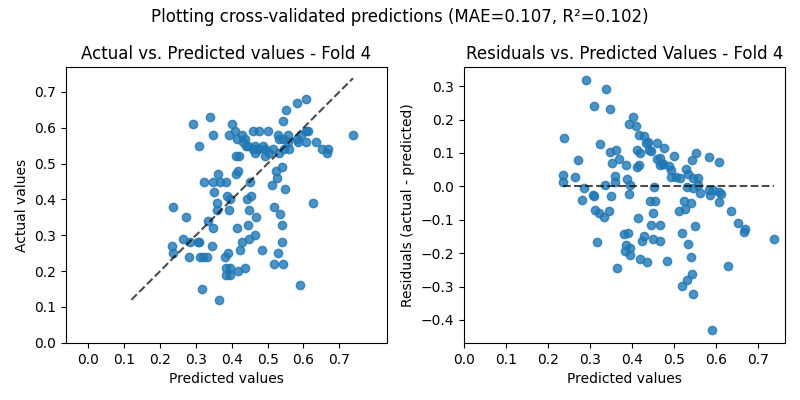 Plotting cross-validated predictions (MAE=0.107, R²=0.102)
Actual vs. Predicted values - Fold 4
Actual values
0.7
0.6
0.5
0.4
0.3
0.2
0.1
0.0
0.0 0.1 0.2 0.3 0.4 0.5 0.6 0.7
Predicted values
Residuals vs. Predicted Values - Fold 4
Residuals (actual - predicted)
0.3
0.2
0.1
0.0
−0.1
−0.2
−0.3
−0.4
0.0 0.1 0.2 0.3 0.4 0.5 0.6 0.7
Predicted values